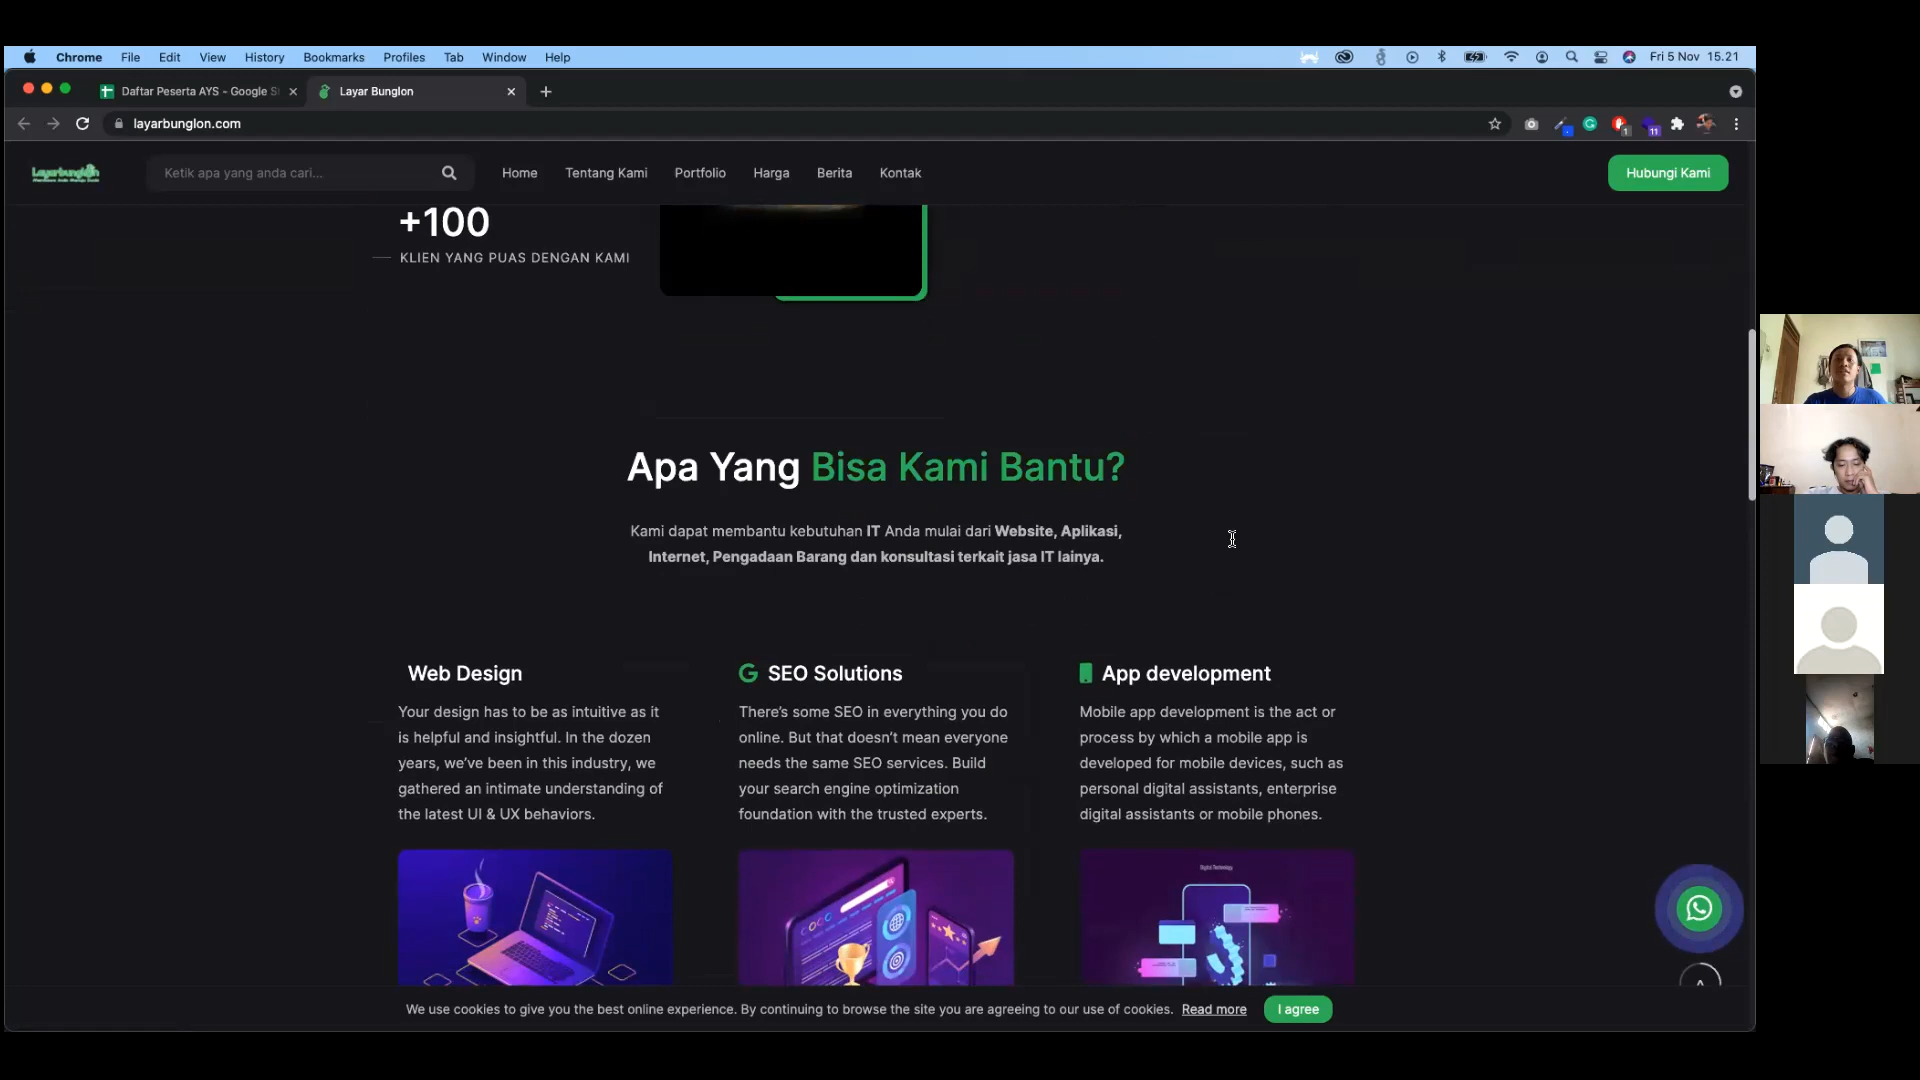 Chrome File Edit View History Bookmarks Profiles Tab Window Help
Fri 5 Nov 15.21
Daftar Peserta AYS - Google S
Layar Bunglon
layarbunglon.com
1
11
Layarbunglon
Ketik apa yang anda cari...
Home Tentang Kami Portfolio Harga Berita Kontak
Hubungi Kami
+100
KLIEN YANG PUAS DENGAN KAMI
Apa Yang Bisa Kami Bantu?
Kami dapat membantu kebutuhan IT Anda mulai dari Website, Aplikasi,
Internet, Pengadaan Barang dan konsultasi terkait jasa IT lainya.
Web Design
Your design has to be as intuitive as it
is helpful and insightful. In the dozen
years, we’ve been in this industry, we
gathered an intimate understanding of
the latest UI & UX behaviors.
SEO Solutions
There’s some SEO in everything you do
online. But that doesn’t mean everyone
needs the same SEO services. Build
your search engine optimization
foundation with the trusted experts.
App development
Mobile app development is the act or
process by which a mobile app is
developed for mobile devices, such as
personal digital assistants, enterprise
digital assistants or mobile phones.
Digital Technology
We use cookies to give you the best online experience. By continuing to browse the site you are agreeing to our use of cookies. Read more
I agree